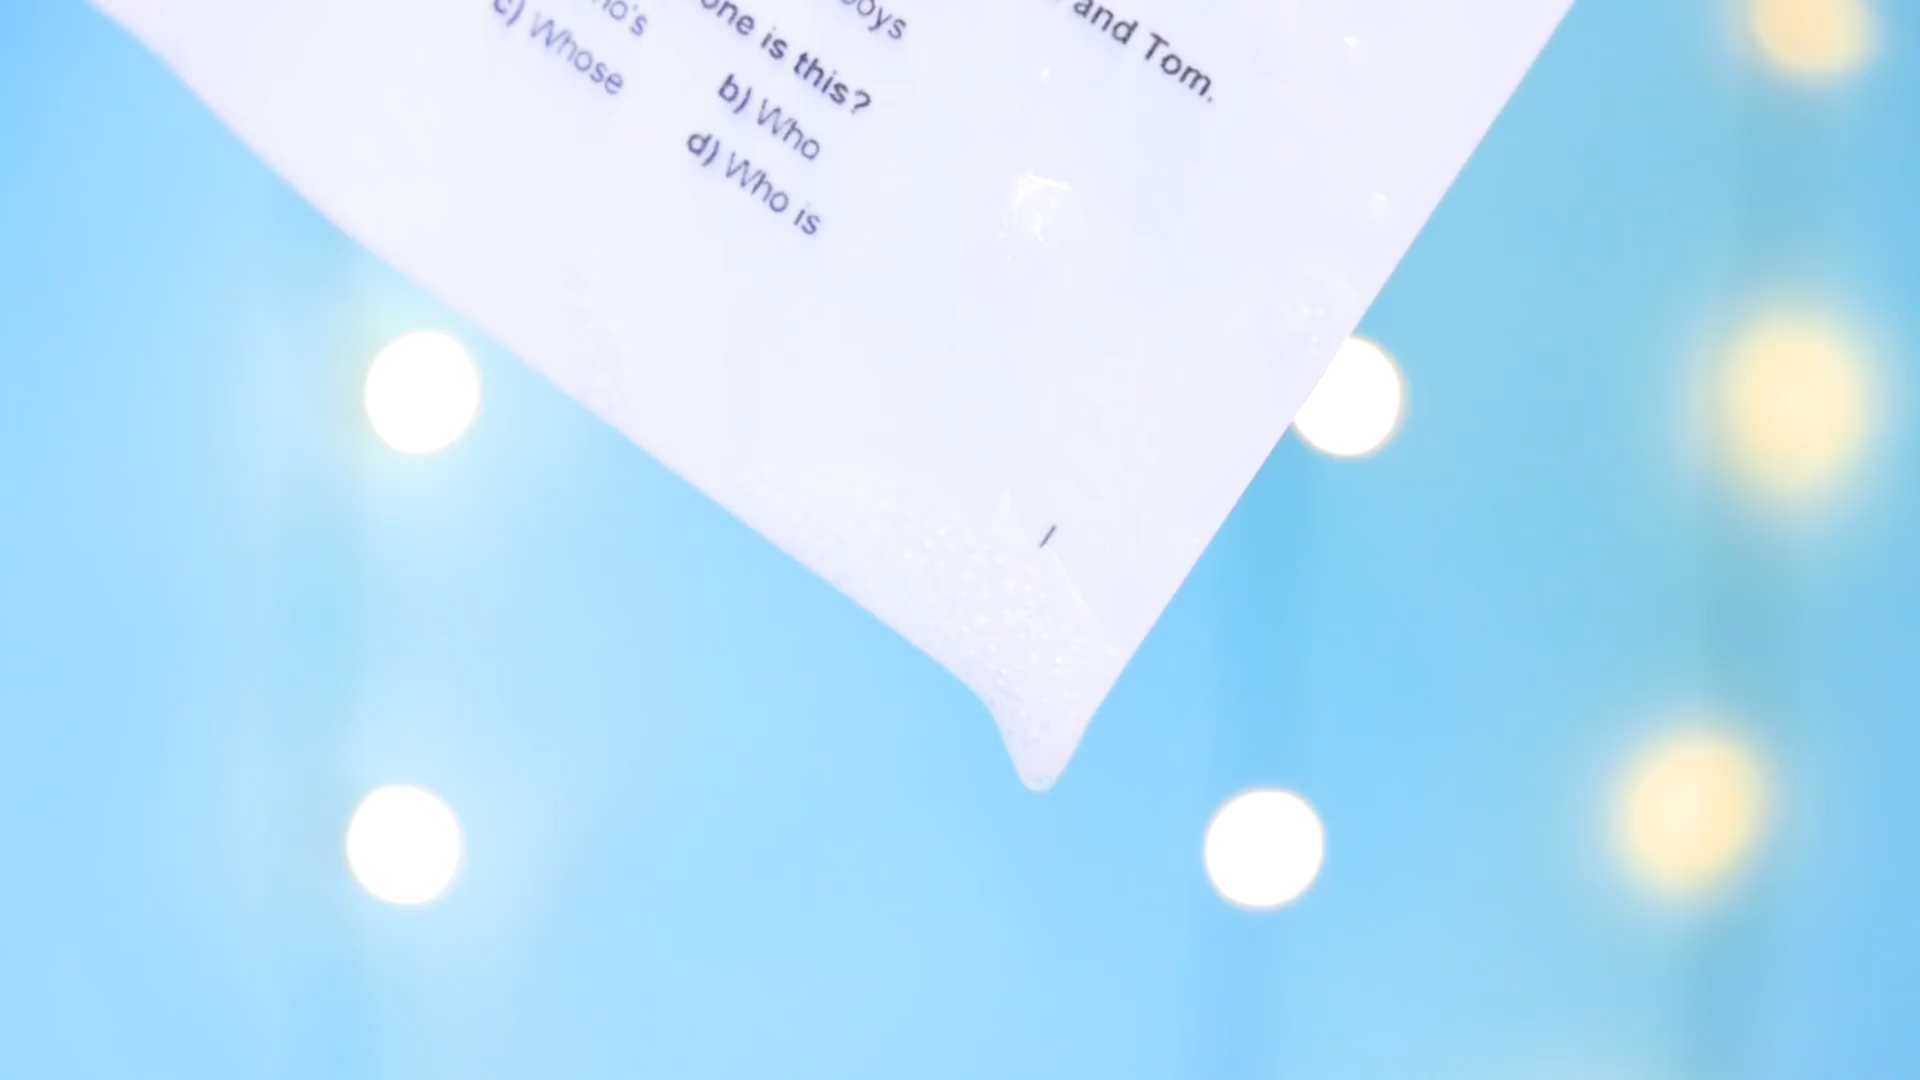 boys
and Tom.
one is this?
b) Who
c) Whose
d) Who is